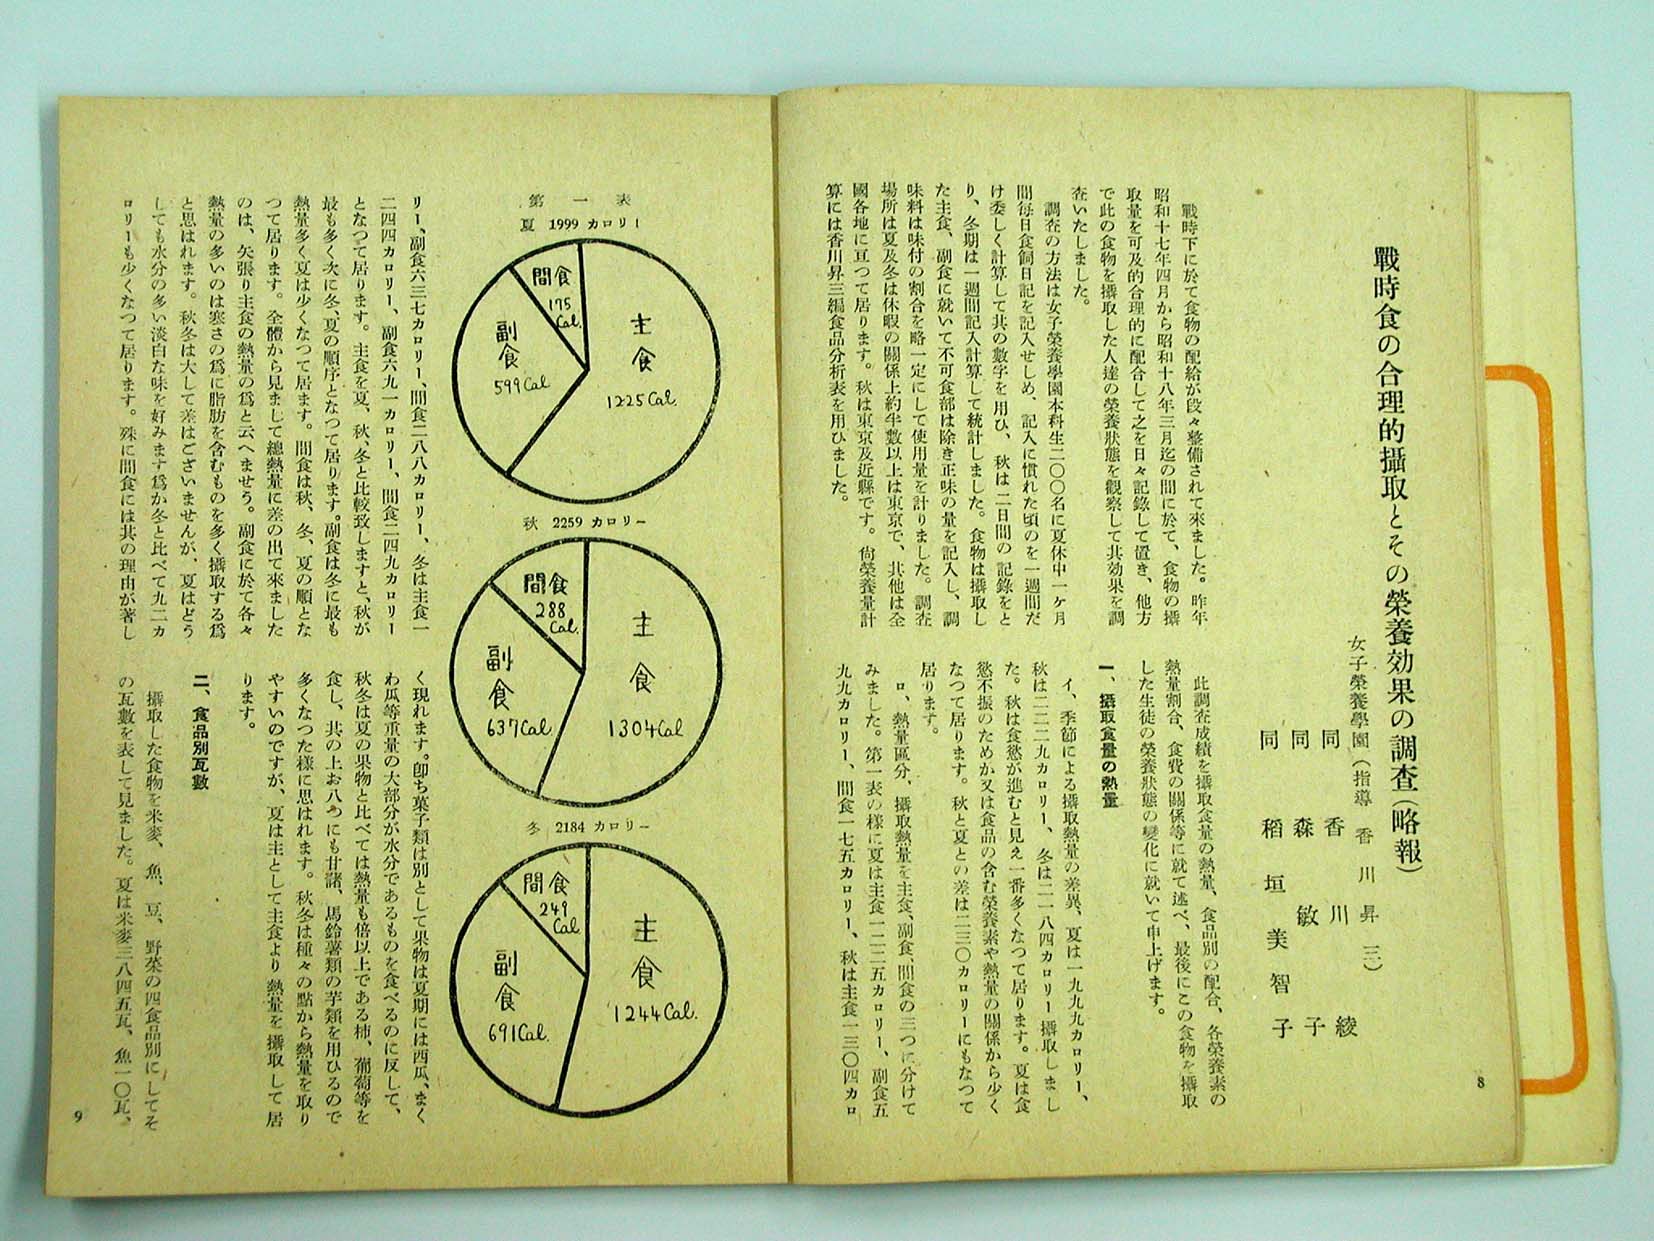 戰時食の合理的攝取とその榮養効果の調査(略報)
女子榮養學園(指導 香川昇三)
同 香川綾
同 森敏子
同 稻垣美智子
戰時下に於て食物の配給が段々整備されて來ました。昨年
昭和十七年四月から昭和十八年三月迄の間に於て、食物の攝
取量を可及的合理的に配合して之を日々記錄して置き、他方
で此の食物を攝取した人達の榮養狀態を觀察して共効果を調
査いたしました。
調査の方法は女子榮養學園本科生二〇〇名に夏休中一ヶ月
間每日食餌日記を記入せしめ、記入に慣れた頃のを一週間だ
け委しく計算して其の數字を用ひ、秋は二日間の記錄をと
り、冬期は一週間記入計算して統計しました。食物は攝取し
た主食、副食に就いて不可食部は除き正味の量を記入し、調
味料は味付の割合を略一定にして使用量を計りました。調査
場所は夏及冬は休暇の關係上約半數以上は東京で、其他は全
國各地に亙つて居ります。秋は東京及近縣です。尙榮養量計
算には香川昇三編食品分析表を用ひました。
此調査成績を攝取食量の熱量、食品別の配合、各榮養素の
熱量割合、食費の關係等に就て述べ、最後にこの食物を攝取
した生徒の榮養狀態の變化に就いて申上げます。
一、攝取食量の熱量
イ、季節による攝取熱量の差異、夏は一九九九カロリー、
秋は二二二九カロリー、冬は二一八四カロリー攝取しまし
た。秋は食慾が進むと見え一番多くなつて居ります。夏は食
慾不振のためか又は食品の含む榮養素や熱量の關係から少く
なつて居ります。秋と夏との差は二三〇カロリーにもなつて
居ります。
ロ、熱量區分、攝取熱量を主食、副食、間食の三つに分けて
みました。第一表の樣に夏は主食一二二五カロリー、副食五
九九カロリー、間食一七五カロリー、秋は主食一三〇四カロ
8
第一表
夏 1999 カロリー
主食
1225Cal.
副食
599Cal
間食
175
Cal.
秋 2259 カロリー
主食
1304Cal
副食
637Cal
間食
288
Cal.
冬 2184 カロリー
主食
1244Cal.
副食
691Cal.
間食
249
Cal
リー、副食六三七カロリー、間食二八八カロリー、冬は主食一
二四四カロリー、副食六九一カロリー、間食二四九カロリー
となつて居ります。主食を夏、秋、冬と比較致しますと、秋が
最も多く次に冬、夏の順序となつて居ります。副食は冬に最も
熱量多く夏は少くなつて居ます。間食は秋、冬、夏の順とな
つて居ります。全體から見まして總熱量に差の出て來ました
のは、矢張り主食の熱量の爲と云へませう。副食に於て各々
熱量の多いのは寒さの爲に脂肪を含むものを多く攝取する爲
と思はれます。秋冬は大して差はございませんが、夏はどう
しても水分の多い淡白な味を好みます爲か冬と比べて九二カ
ロリーも少くなつて居ります。殊に間食には其の理由が著し
く現れます。卽ち菓子類は別として果物は夏期には西瓜、まく
わ瓜等重量の大部分が水分であるものを食べるのに反して、
秋冬は夏の果物と比べては熱量も倍以上である柿、葡萄等を
食し、共の上お八つにも甘藷、馬鈴薯類の芋類を用ひるので
多くなつた樣に思はれます。秋冬は種々の點から熱量を取り
やすいのですが、夏は主として主食より熱量を攝取して居
ります。
二、食品別瓦數
攝取した食物を米麥、魚、豆、野菜の四食品別にしてそ
の瓦數を表して見ました。夏は米麥三八四五瓦、魚一〇瓦、
9